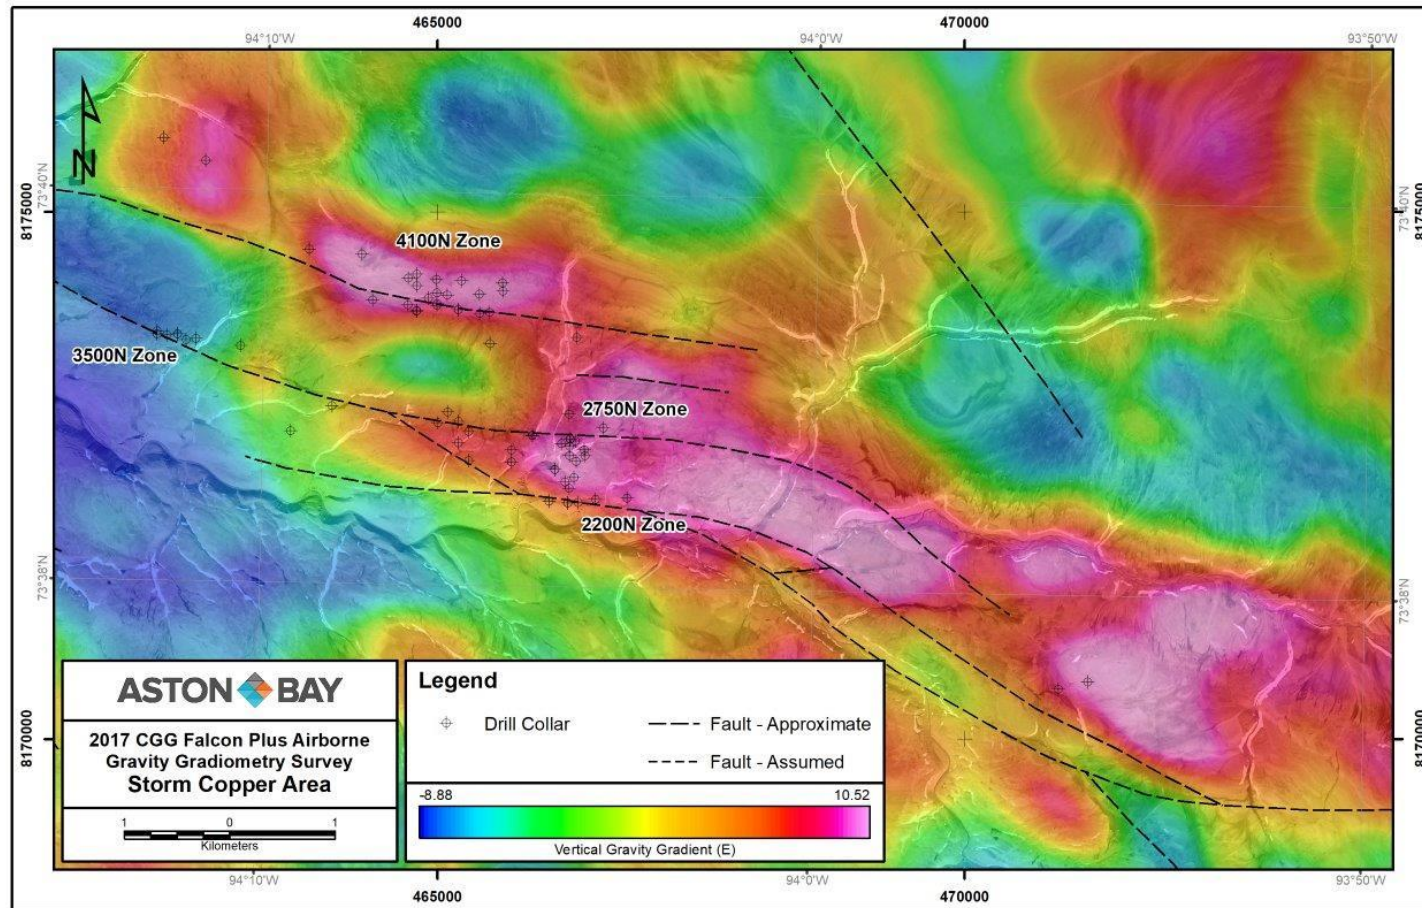 465000 470000
94°10'W 94°0'W 93°50'W
N
73°40'N 73°40'N
8175000 8175000
4100N Zone
3500N Zone
2750N Zone
2200N Zone
73°38'N 73°38'N
8170000 8170000
ASTON BAY
2017 CGG Falcon Plus Airborne
Gravity Gradiometry Survey
Storm Copper Area
1 0 1
Kilometers
Legend
Drill Collar
Fault - Approximate
Fault - Assumed
-8.88 10.52
Vertical Gravity Gradient (E)
94°10'W 94°0'W 93°50'W
465000 470000